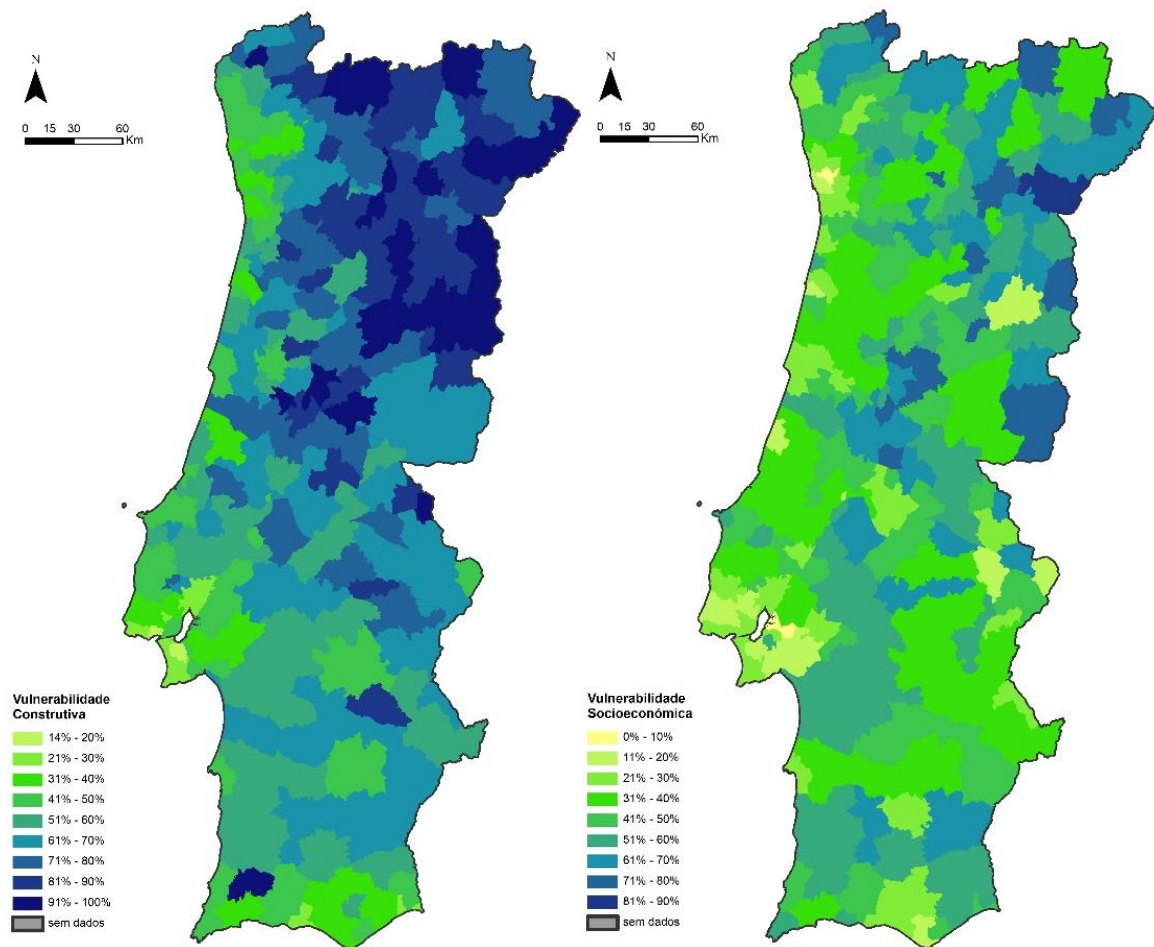 N
0 15 30 60
Km
Vulnerabilidade
Construtiva
14% - 20%
21% - 30%
31% - 40%
41% - 50%
51% - 60%
61% - 70%
71% - 80%
81% - 90%
91% - 100%
sem dados
N
0 15 30 60
Km
Vulnerabilidade
Socioeconómica
0% - 10%
11% - 20%
21% - 30%
31% - 40%
41% - 50%
51% - 60%
61% - 70%
71% - 80%
81% - 90%
sem dados